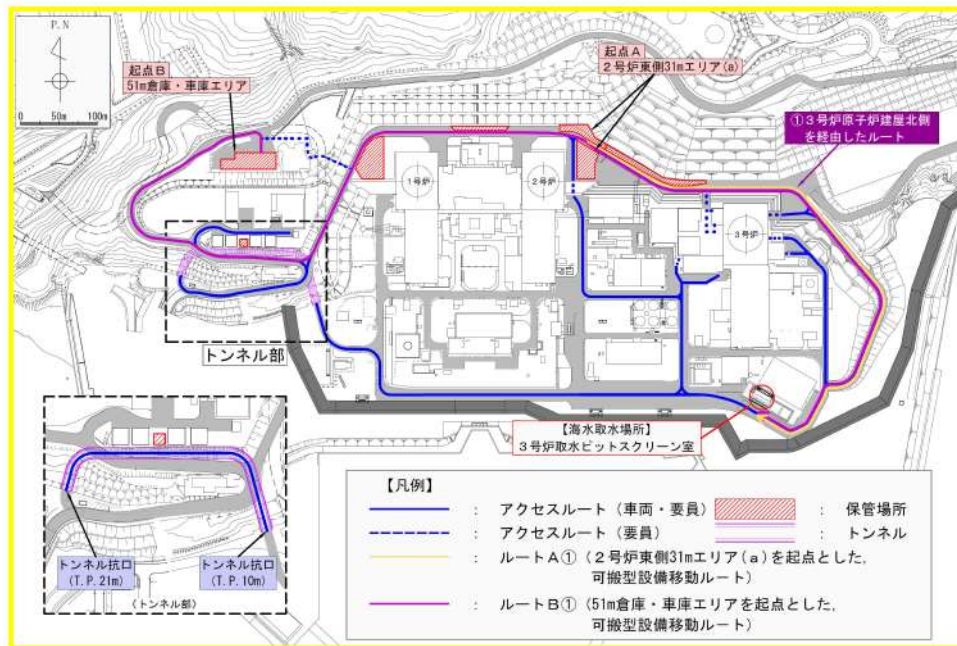 P.N
0 50m 100m
起点B
51m倉庫・車庫エリア
起点A
2号炉東側31mエリア(a)
①3号炉原子炉建屋北側
を経由したルート
1号炉
2号炉
3号炉
トンネル部
【海水取水場所】
3号炉取水ピットスクリーン室
トンネル坑口
(T.P.21m)
トンネル坑口
(T.P.10m)
(トンネル部)
【凡例】
: アクセスルート(車両・要員)
: 保管場所
: アクセスルート(要員)
: トンネル
: ルートA①(2号炉東側31mエリア(a)を起点とした,
可搬型設備移動ルート)
: ルートB①(51m倉庫・車庫エリアを起点とした,
可搬型設備移動ルート)